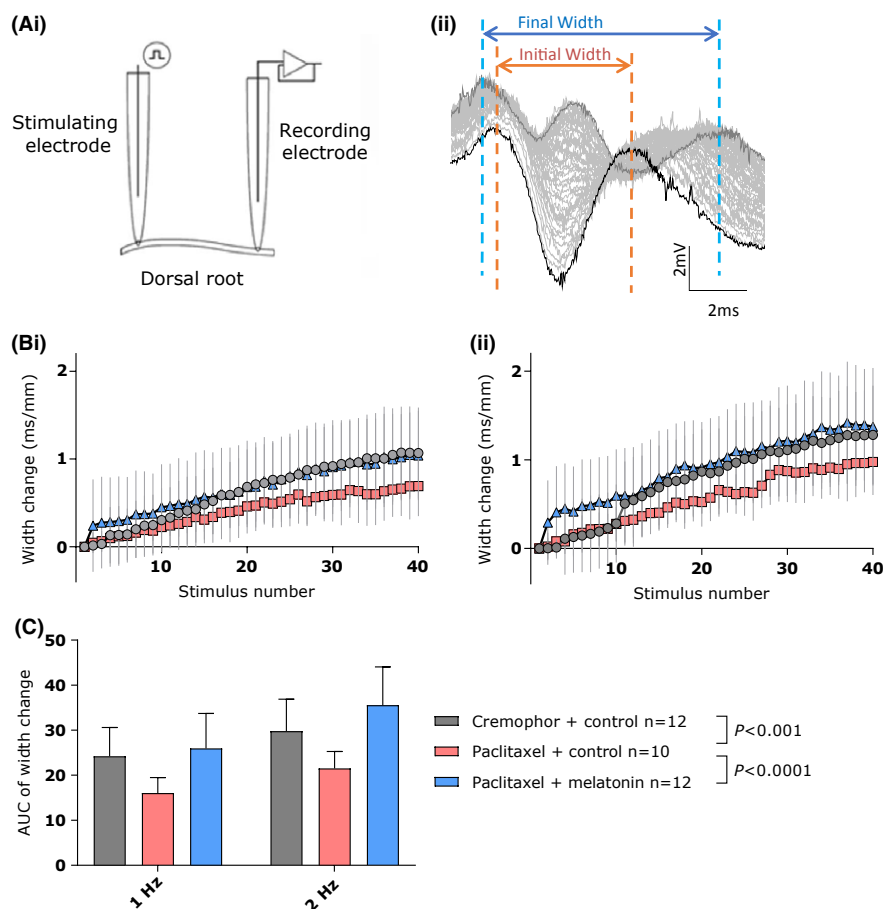 (Ai)
Stimulating
electrode
Recording
electrode
Dorsal root
(ii)
Final Width
Initial Width
2mV
2ms
(Bi)
Width change (ms/mm)
2
1
0
10
20
30
40
Stimulus number
(ii)
Width change (ms/mm)
2
1
0
10
20
30
40
Stimulus number
(C)
AUC of width change
50
40
30
20
10
0
1 Hz
2 Hz
Cremophor + control n=12
Paclitaxel + control n=10
Paclitaxel + melatonin n=12
P<0.001
P<0.0001